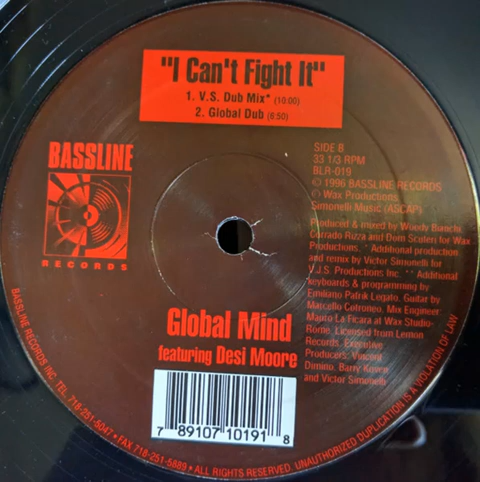 "I Can't Fight It"
1. V.S. Dub Mix* (10.00)
2. Global Dub (6:50)
BASSLINE
RECORDS
SIDE B
33 1/3 RPM
BLR-019
© 1996 BASSLINE RECORDS
℗ Wax Productions
Simonelli Music (ASCAP)
Produced & mixed by Woody Bianchi
Corrado Rizza and Dom Scuteri for Wax
Productions. * Additional production
and remix by Victor Simonelli for
V.J.S. Productions Inc. ** Additional
keyboards & programming by
Emiliano Patrik Legato, Guitar by
Marcello Cotroneo, Mix Engineer:
Mauro La Ficara at Wax Studio-
Rome. Licensed from Lemon
Records. Executive
Producers: Vincent
Dimino, Barry Koven
and Victor Simonelli
Global Mind
featuring Desi Moore
7 89107 10191 8
BASSLINE RECORDS INC. TEL. 718-251-5047 • FAX 718-251-5889 • ALL RIGHTS RESERVED. UNAUTHORIZED DUPLICATION IS A VIOLATION OF LAW